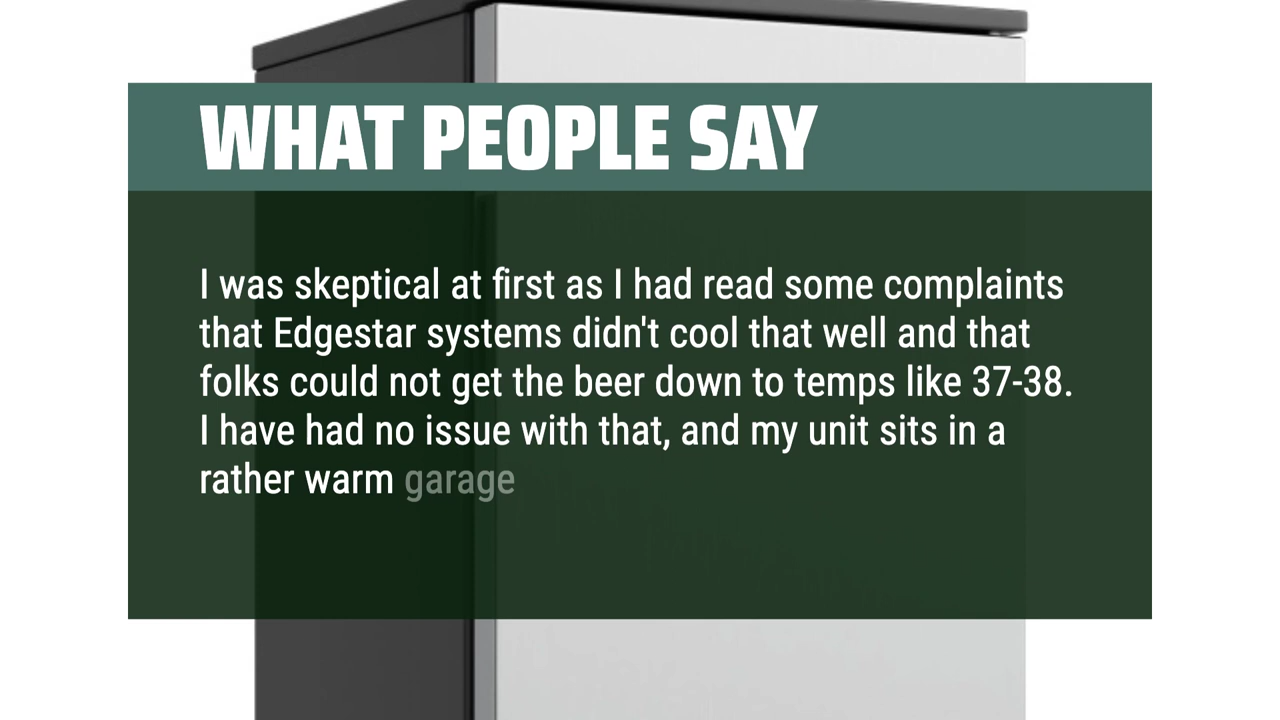 WHAT PEOPLE SAY
I was skeptical at first as I had read some complaints
that Edgestar systems didn't cool that well and that
folks could not get the beer down to temps like 37-38.
I have had no issue with that, and my unit sits in a
rather warm garage